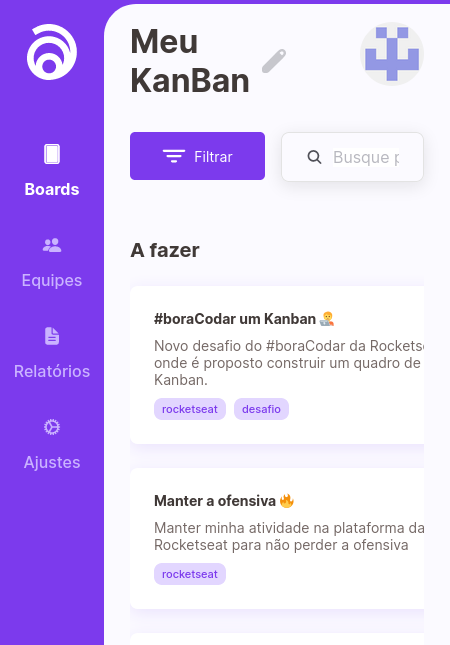 Meu
KanBan
Filtrar
Busque
Boards
Equipes
Relatórios
Ajustes
A fazer
#boraCodar um Kanban
Novo desafio do #boraCodar da
onde é proposto construir um quadro de
Kanban.
rocketseat desafio
Manter a ofensiva
Manter minha atividade na plataforma da
Rocketseat para não perder a ofensiva
rocketseat